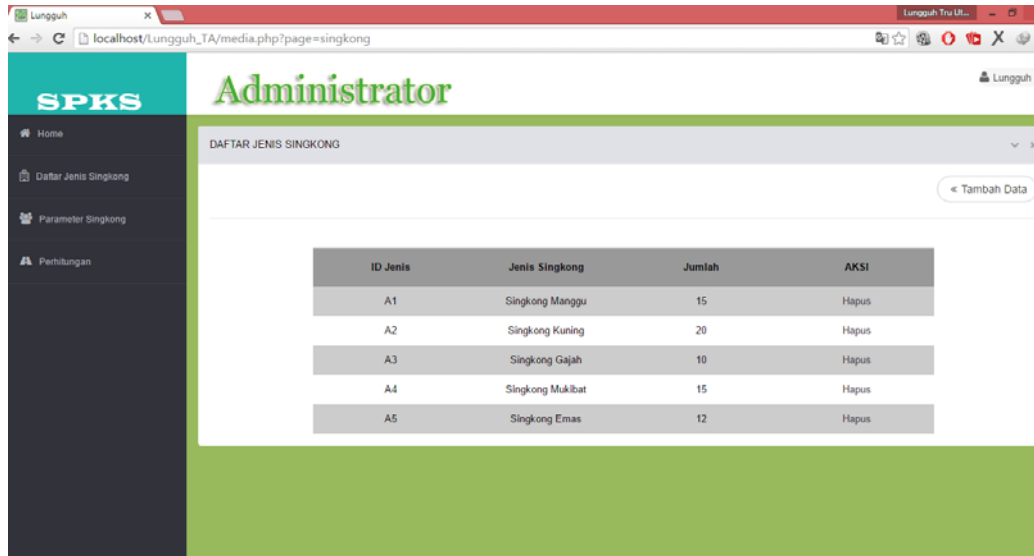 Lungguh
Lungguh Tru Ut...
localhost/Lungguh_TA/media.php?page=singkong
SPKS
Administrator
Lungguh
Home
Daftar Jenis Singkong
Parameter Singkong
Perhitungan
DAFTAR JENIS SINGKONG
« Tambah Data
ID Jenis Jenis Singkong Jumlah AKSI
A1 Singkong Manggu 15 Hapus
A2 Singkong Kuning 20 Hapus
A3 Singkong Gajah 10 Hapus
A4 Singkong Mukibat 15 Hapus
A5 Singkong Emas 12 Hapus